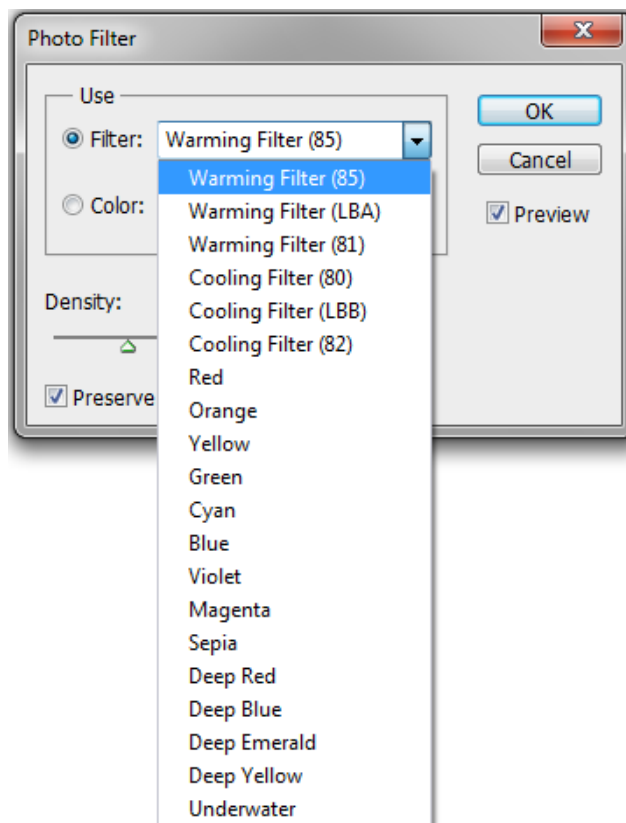 Photo Filter
Use
Filter: Warming Filter (85)
OK
Warming Filter (85)
Cancel
Color:
Warming Filter (LBA)
Preview
Warming Filter (81)
Cooling Filter (80)
Density:
Cooling Filter (LBB)
Cooling Filter (82)
Red
Preserve
Orange
Yellow
Green
Cyan
Blue
Violet
Magenta
Sepia
Deep Red
Deep Blue
Deep Emerald
Deep Yellow
Underwater